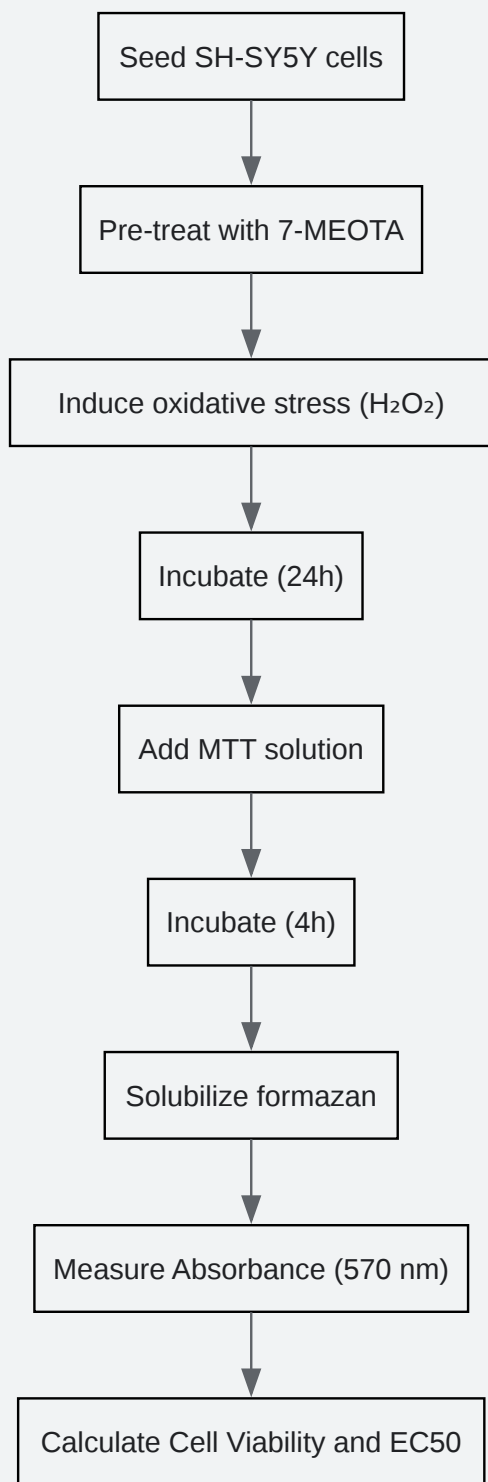 Seed SH-SY5Y cells
Pre-treat with 7-MEOTA
Induce oxidative stress (H₂O₂)
Incubate (24h)
Add MTT solution
Incubate (4h)
Solubilize formazan
Measure Absorbance (570 nm)
Calculate Cell Viability and EC50